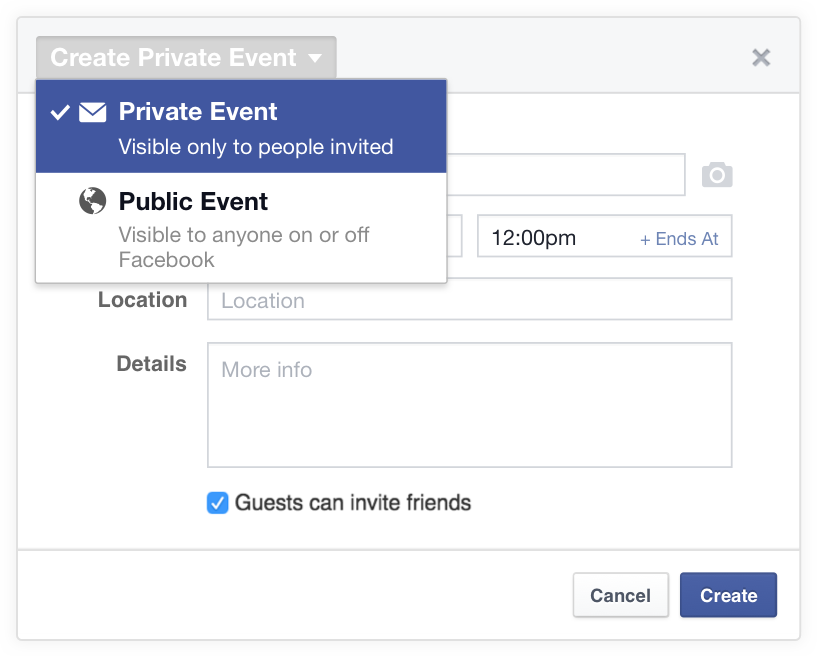 Create Private Event
Private Event
Visible only to people invited
Public Event
Visible to anyone on or off
Facebook
12:00pm + Ends At
Location Location
Details More info
Guests can invite friends
Cancel Create